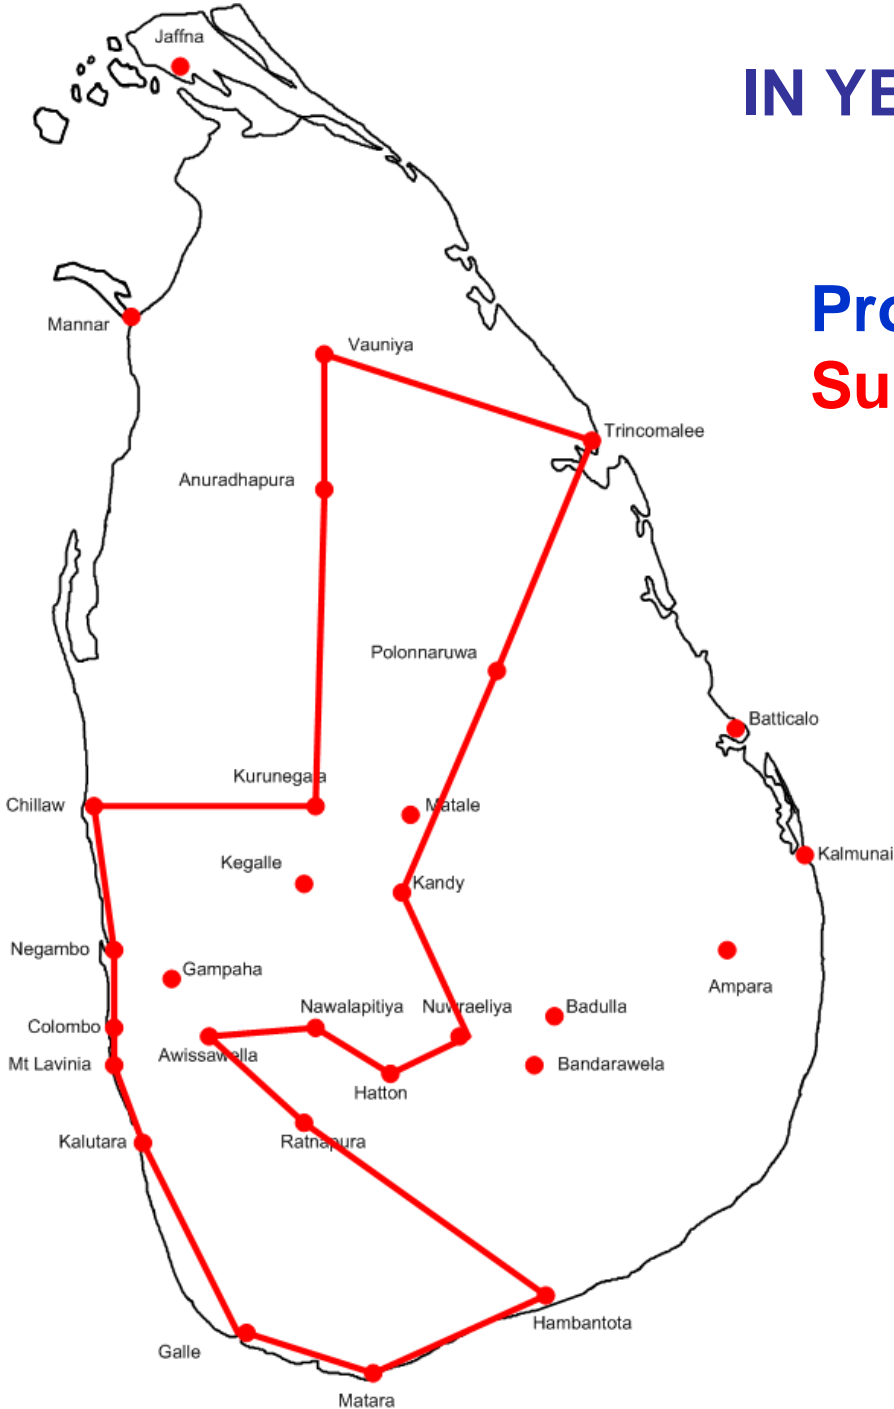 Jaffna
IN YE
Pro
Mannar
Vauniya
Su
Trincomalee
Anuradhapura
Polonnaruwa
Batticalo
Kurunegala
Chillaw
Matale
Kalmunai
Kegalle
Kandy
Negambo
Gampaha
Ampara
Nawalapitiya
Nuwraeliya
Badulla
Colombo
Awissawella
Mt Lavinia
Bandarawela
Hatton
Kalutara
Ratnapura
Hambantota
Galle
Matara